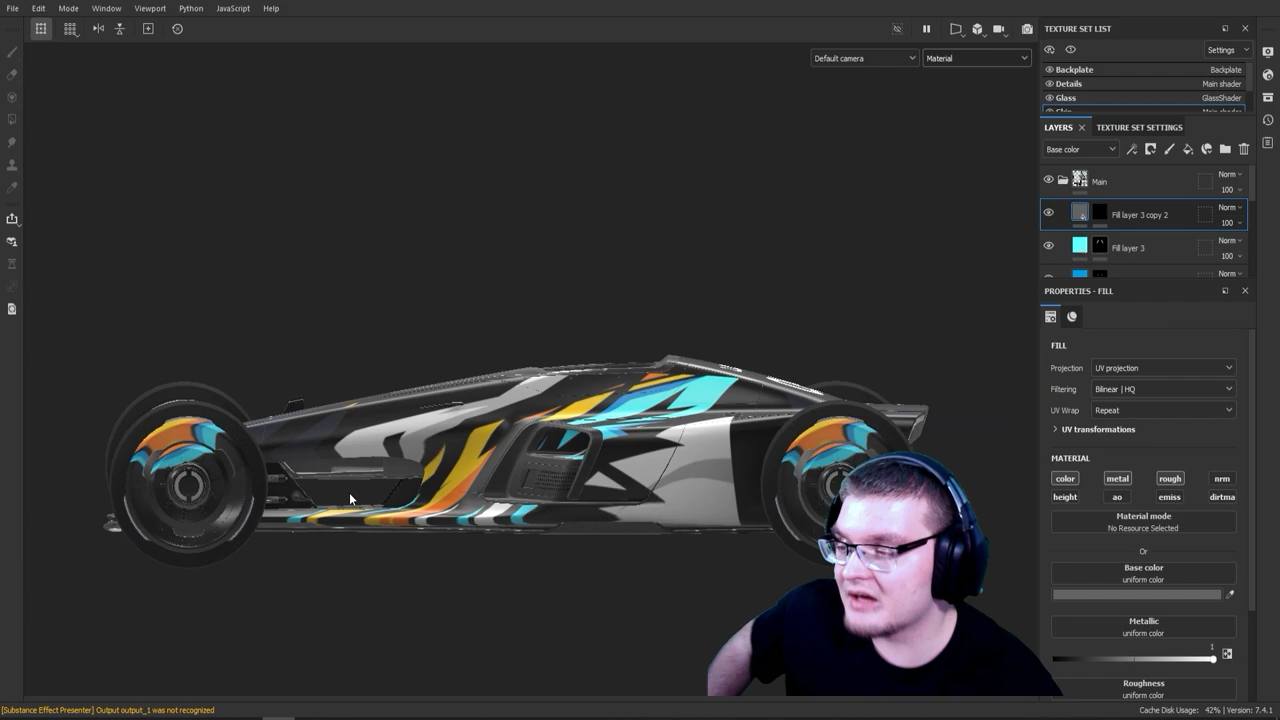 File Edit Mode Window Viewport Python JavaScript Help
Default camera
Material
TEXTURE SET LIST
Settings
Backplate Backplate
Details Main shader
Glass GlassShader
LAYERS TEXTURE SET SETTINGS
Base color
Main Norm
100
Fill layer 3 copy 2 Norm
100
Fill layer 3 Norm
100
Norm
PROPERTIES - FILL
FILL
Projection UV projection
Filtering Bilinear | HQ
UV Wrap Repeat
UV transformations
MATERIAL
color metal rough nrm
height ao emiss dirtma
Material mode
No Resource Selected
Or
Base color
uniform color
Metallic
uniform color
1
Roughness
uniform color
[Substance Effect Presenter] Output output_1 was not recognized
Cache Disk Usage: 42% | Version: 7.4.1